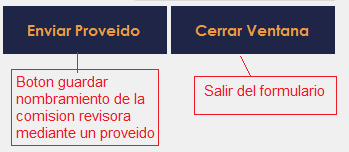 Enviar Proveido
Cerrar Ventana
Boton guardar
nombramiento de la
comision revisora
mediante un proveido
Salir del formulario